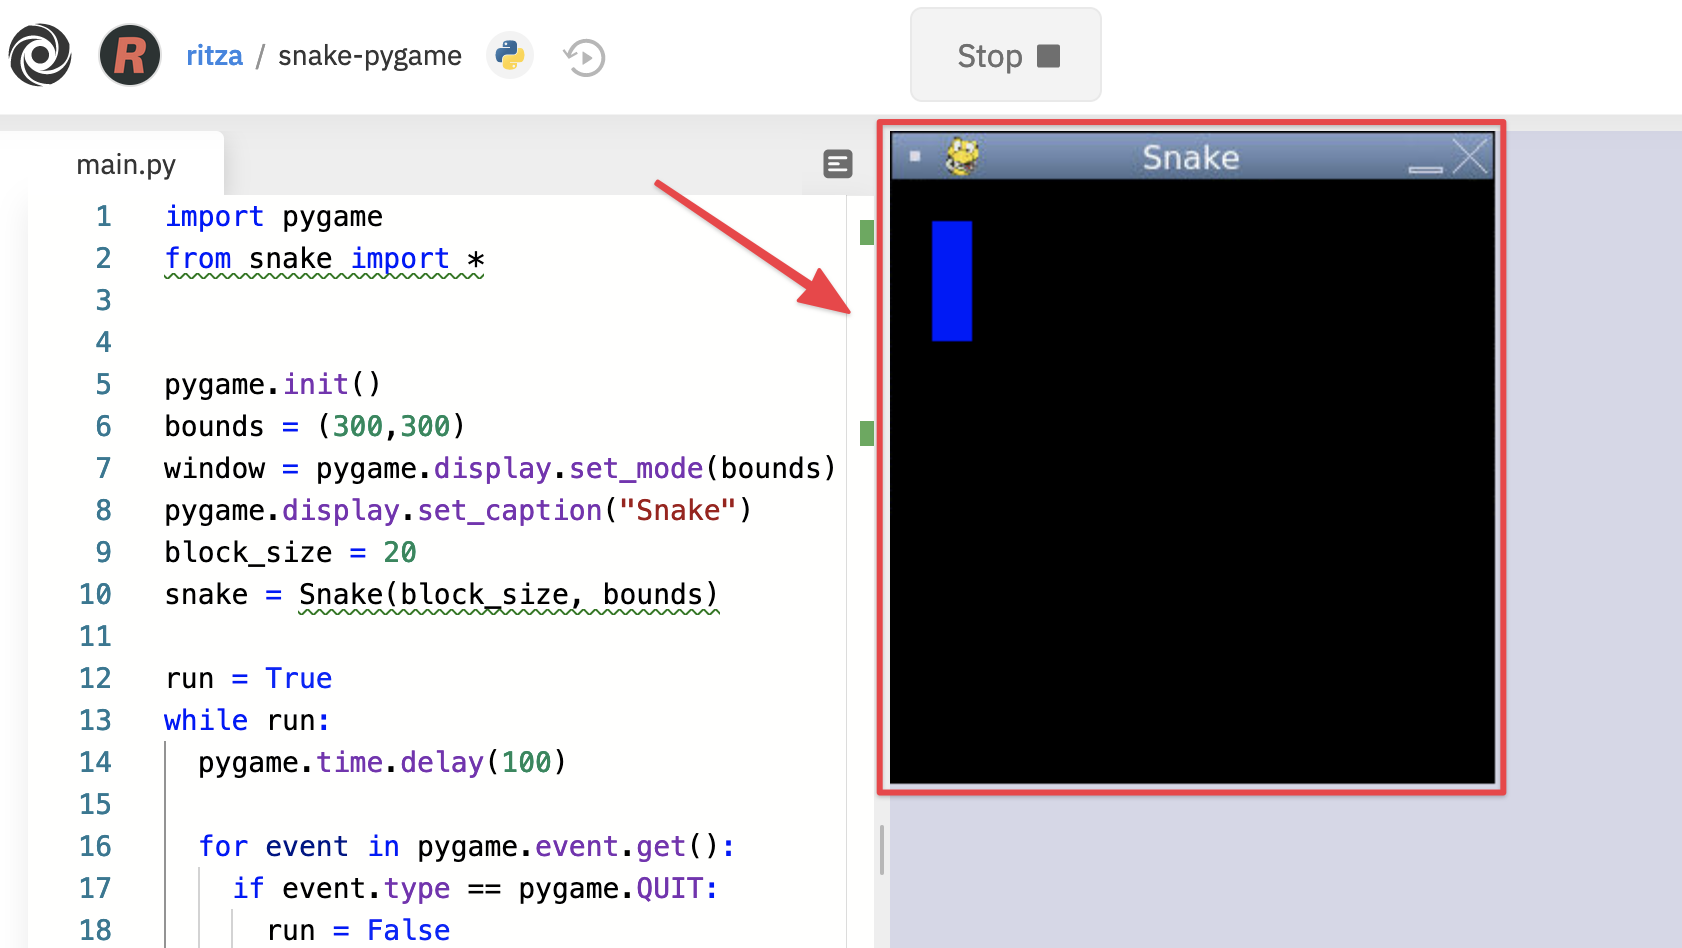 R ritza / snake-pygame
Stop
main.py
Snake
1 import pygame
2 from snake import *
3
4
5 pygame.init()
6 bounds = (300,300)
7 window = pygame.display.set_mode(bounds)
8 pygame.display.set_caption("Snake")
9 block_size = 20
10 snake = Snake(block_size, bounds)
11
12 run = True
13 while run:
14 pygame.time.delay(100)
15
16 for event in pygame.event.get():
17 if event.type == pygame.QUIT:
18 run = False